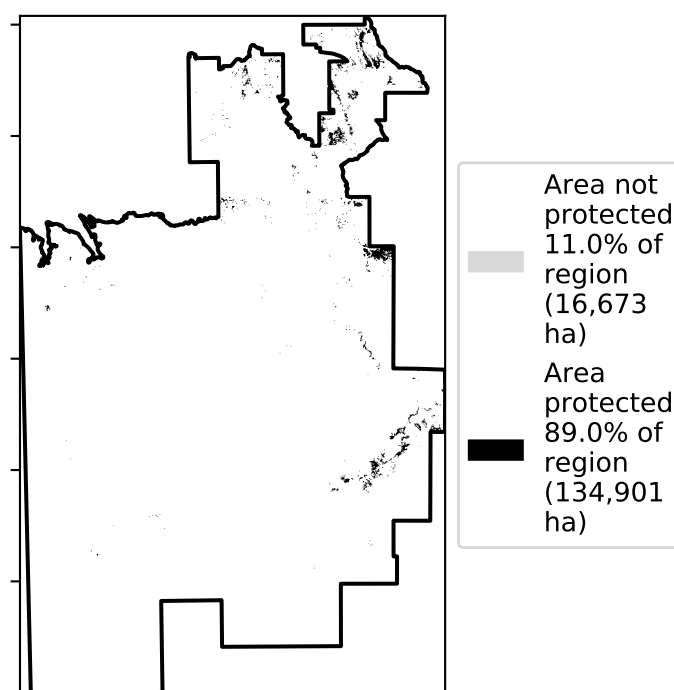 Area not
protected
11.0% of
region
(16,673
ha)
Area
protected
89.0% of
region
(134,901
ha)